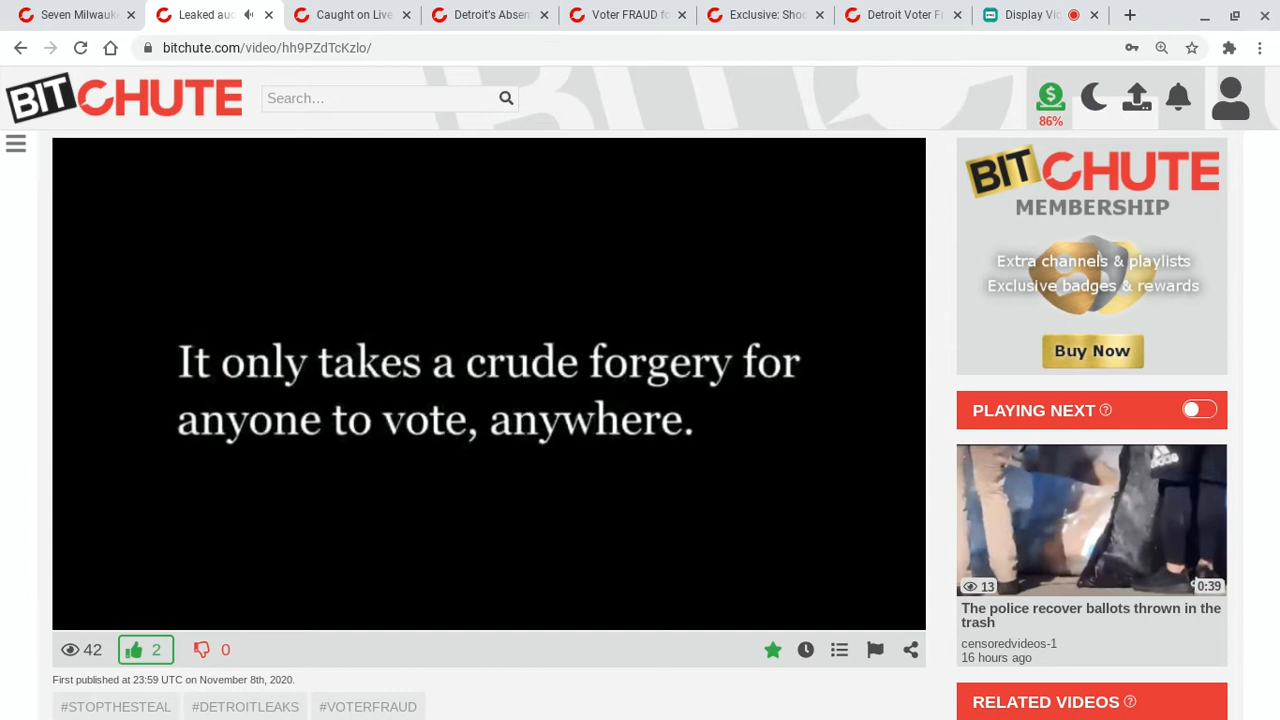 Seven Milwauke
Leaked aud
Caught on Live
Detroit's Absen
Voter FRAUD fo
Exclusive: Shoc
Detroit Voter Fr
Display Vid
bitchute.com/video/hh9PZdTcKzlo/
BITCHUTE
Search...
86%
It only takes a crude forgery for
anyone to vote, anywhere.
42
2
0
First published at 23:59 UTC on November 8th, 2020.
#STOPTHESTEAL
#DETROITLEAKS
#VOTERFRAUD
BITCHUTE
MEMBERSHIP
Extra channels & playlists
Exclusive badges & rewards
Buy Now
PLAYING NEXT
13
0:39
The police recover ballots thrown in the
trash
censoredvideos-1
16 hours ago
RELATED VIDEOS